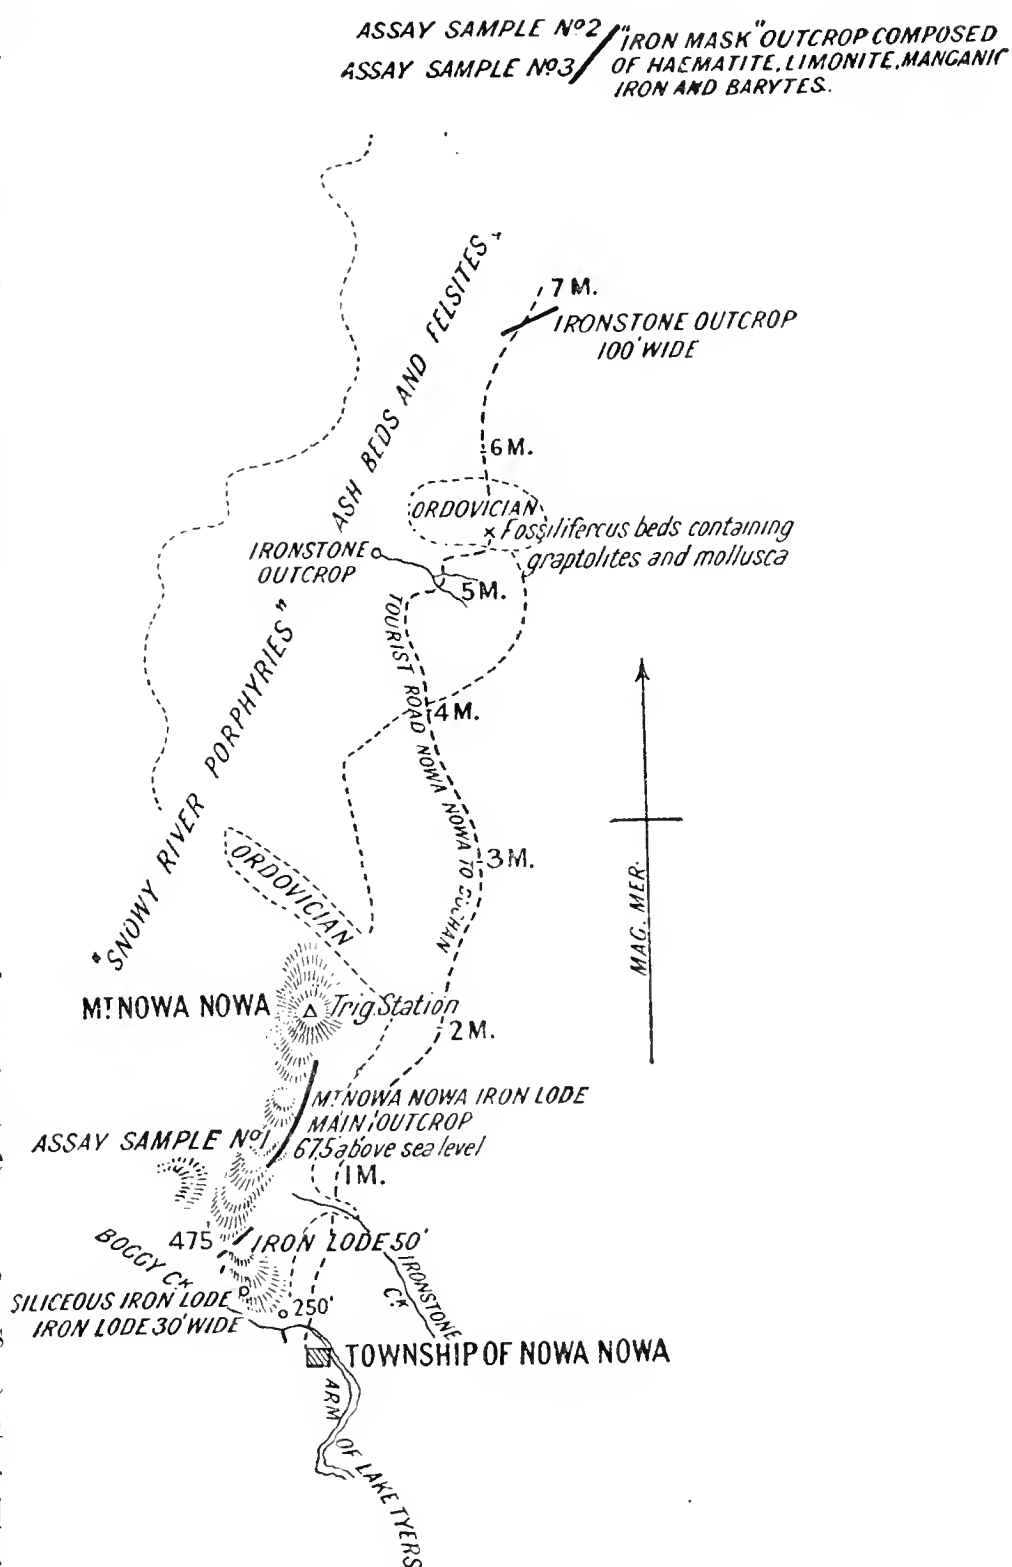 ASSAY SAMPLE Nº2
ASSAY SAMPLE Nº3
"IRON MASK" OUTCROP COMPOSED
OF HAEMATITE, LIMONITE, MANGANIC
IRON AND BARYTES.
7 M.
IRONSTONE OUTCROP
100' WIDE
ASH BEDS AND FELSITES
6 M.
ORDOVICIAN
Fossiliferous beds containing
graptolites and mollusca
IRONSTONE
OUTCROP
5 M.
"SNOWY RIVER PORPHYRIES"
TOURIST ROAD NOWA NOWA TO BUCHAN
4 M.
3 M.
ORDOVICIAN
MAG. MER.
MT NOWA NOWA
Trig Station
2 M.
MT NOWA NOWA IRON LODE
MAIN OUTCROP
675 above sea level
ASSAY SAMPLE Nº1
1 M.
475'
IRON LODE 50'
BOGGY CK
IRONSTONE
CK
SILICEOUS IRON LODE
IRON LODE 30' WIDE
250'
TOWNSHIP OF NOWA NOWA
ARM OF LAKE TYERS